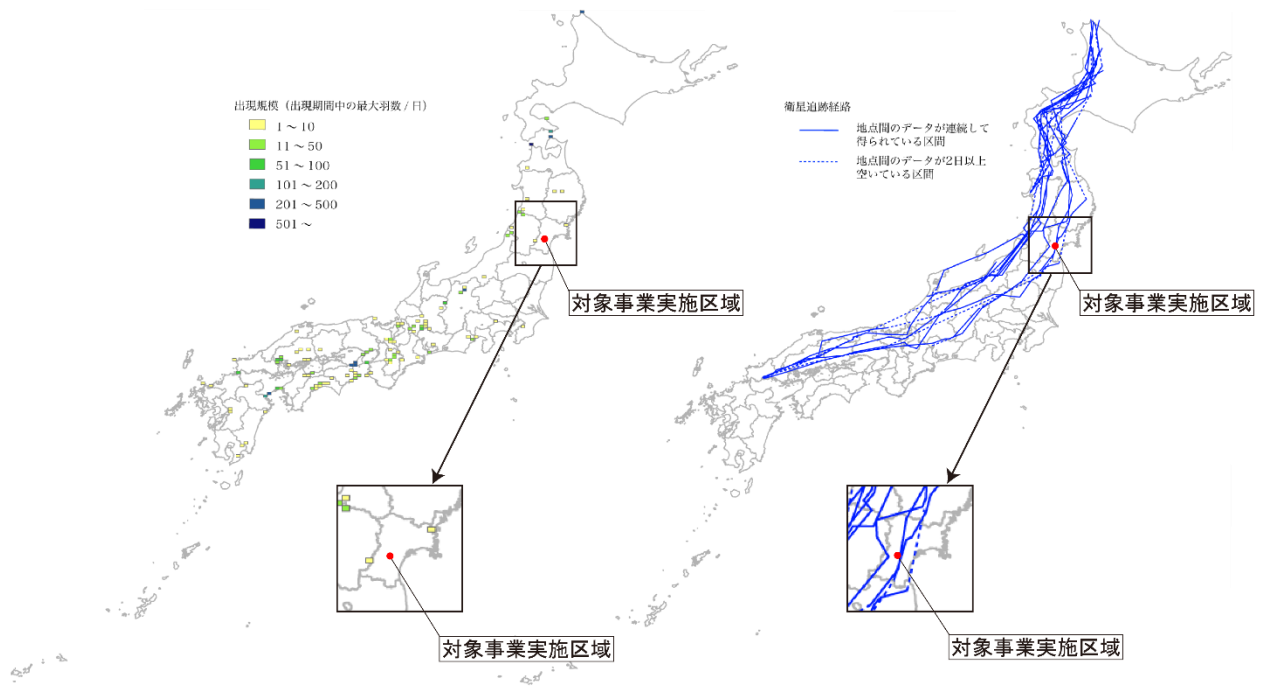 出現規模（出現期間中の最大羽数 / 日）
1～10
11～50
51～100
101～200
201～500
501～
対象事業実施区域
対象事業実施区域
衛星追跡経路
地点間のデータが連続して
得られている区間
地点間のデータが2日以上
空いている区間
対象事業実施区域
対象事業実施区域